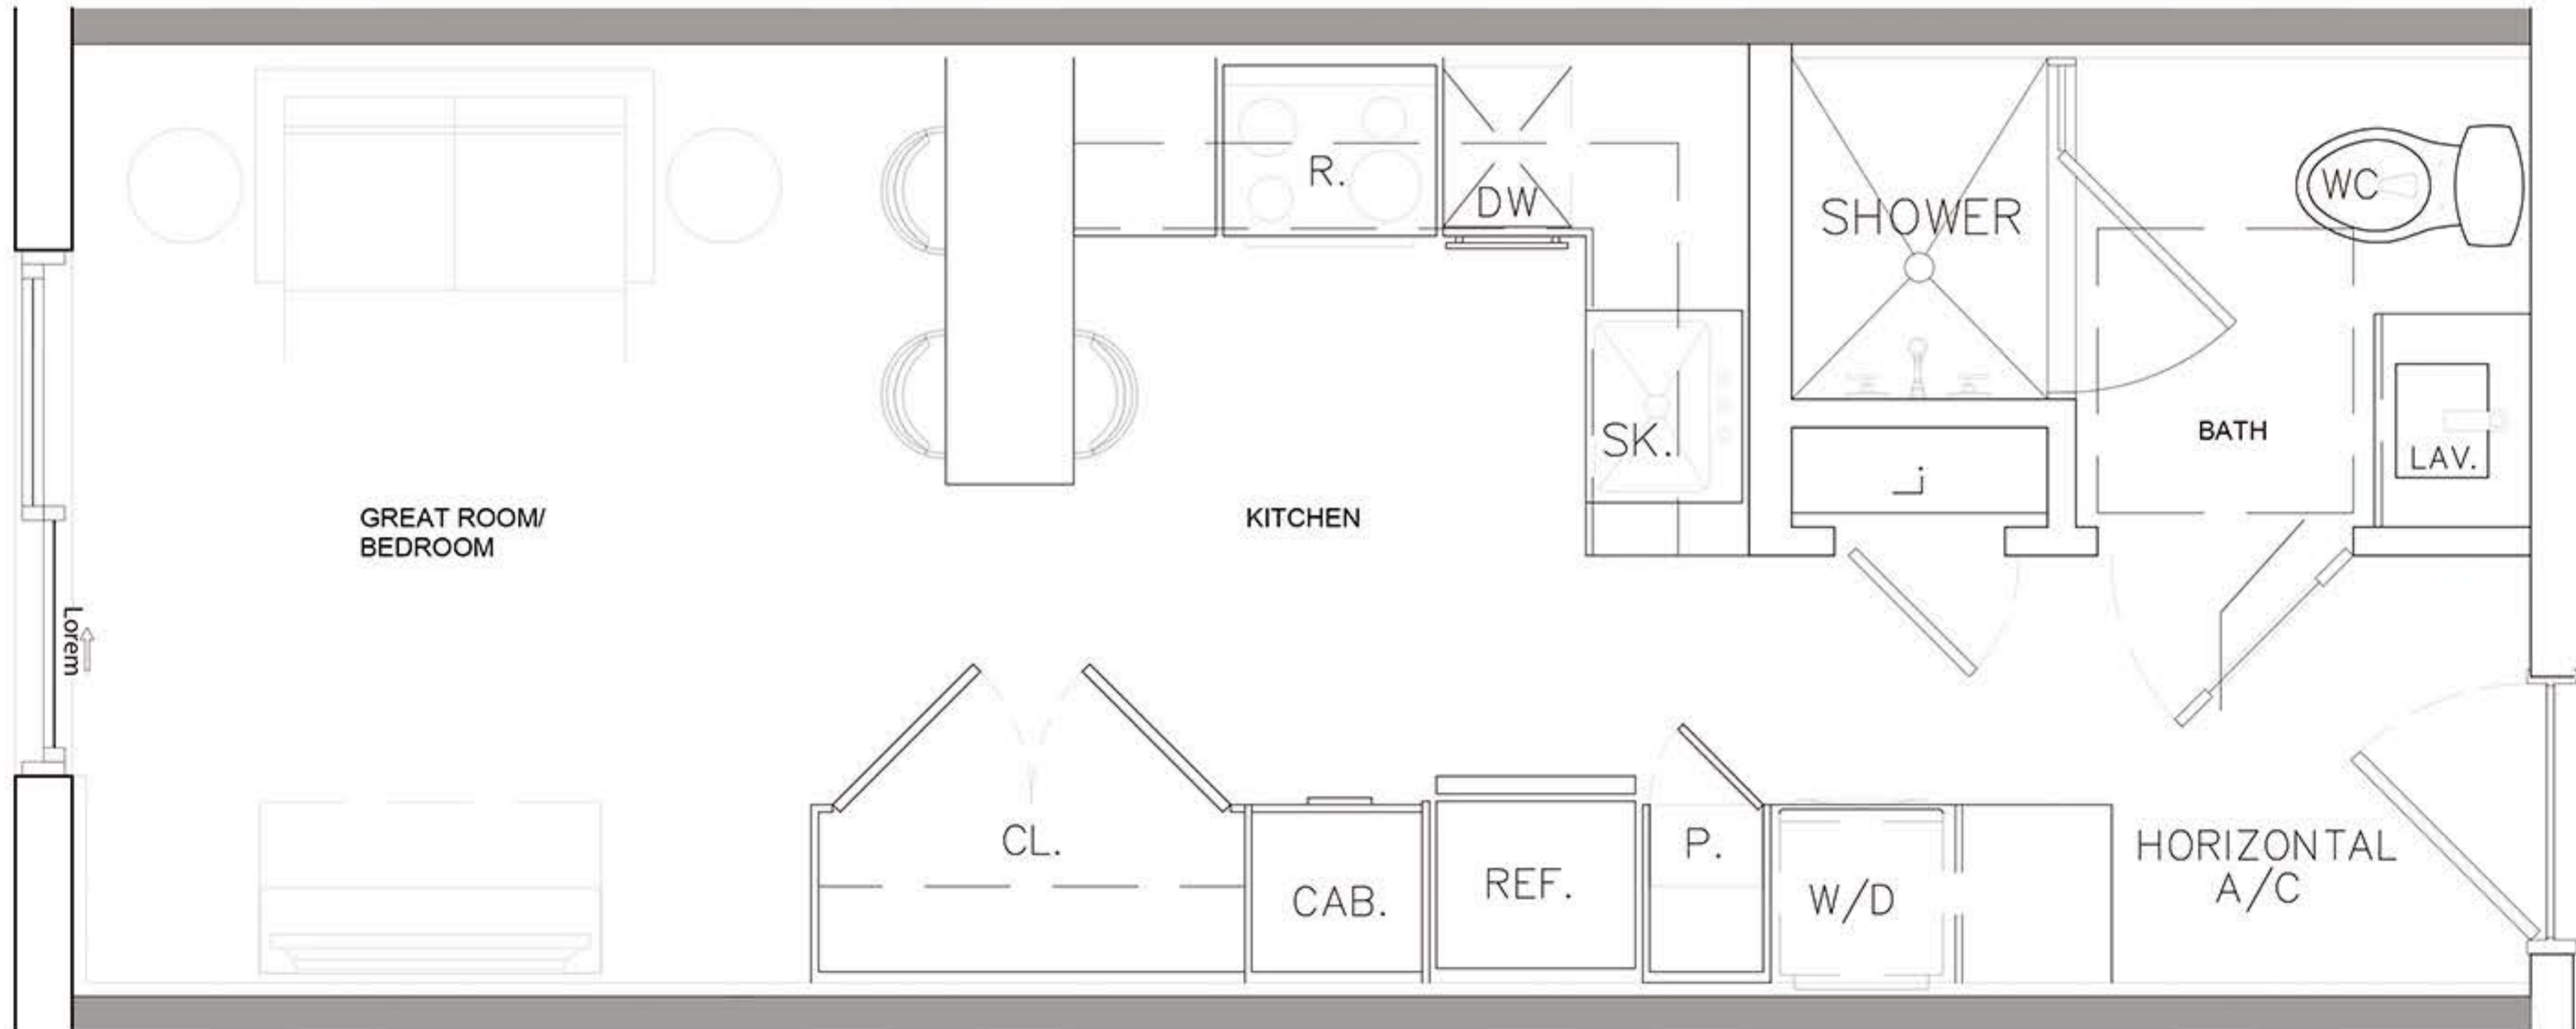 R.
DW
SHOWER
WC
SK.
BATH
LAV.
GREAT ROOM/
BEDROOM
KITCHEN
Lorem
CL.
CAB.
REF.
P.
W/D
HORIZONTAL
A/C